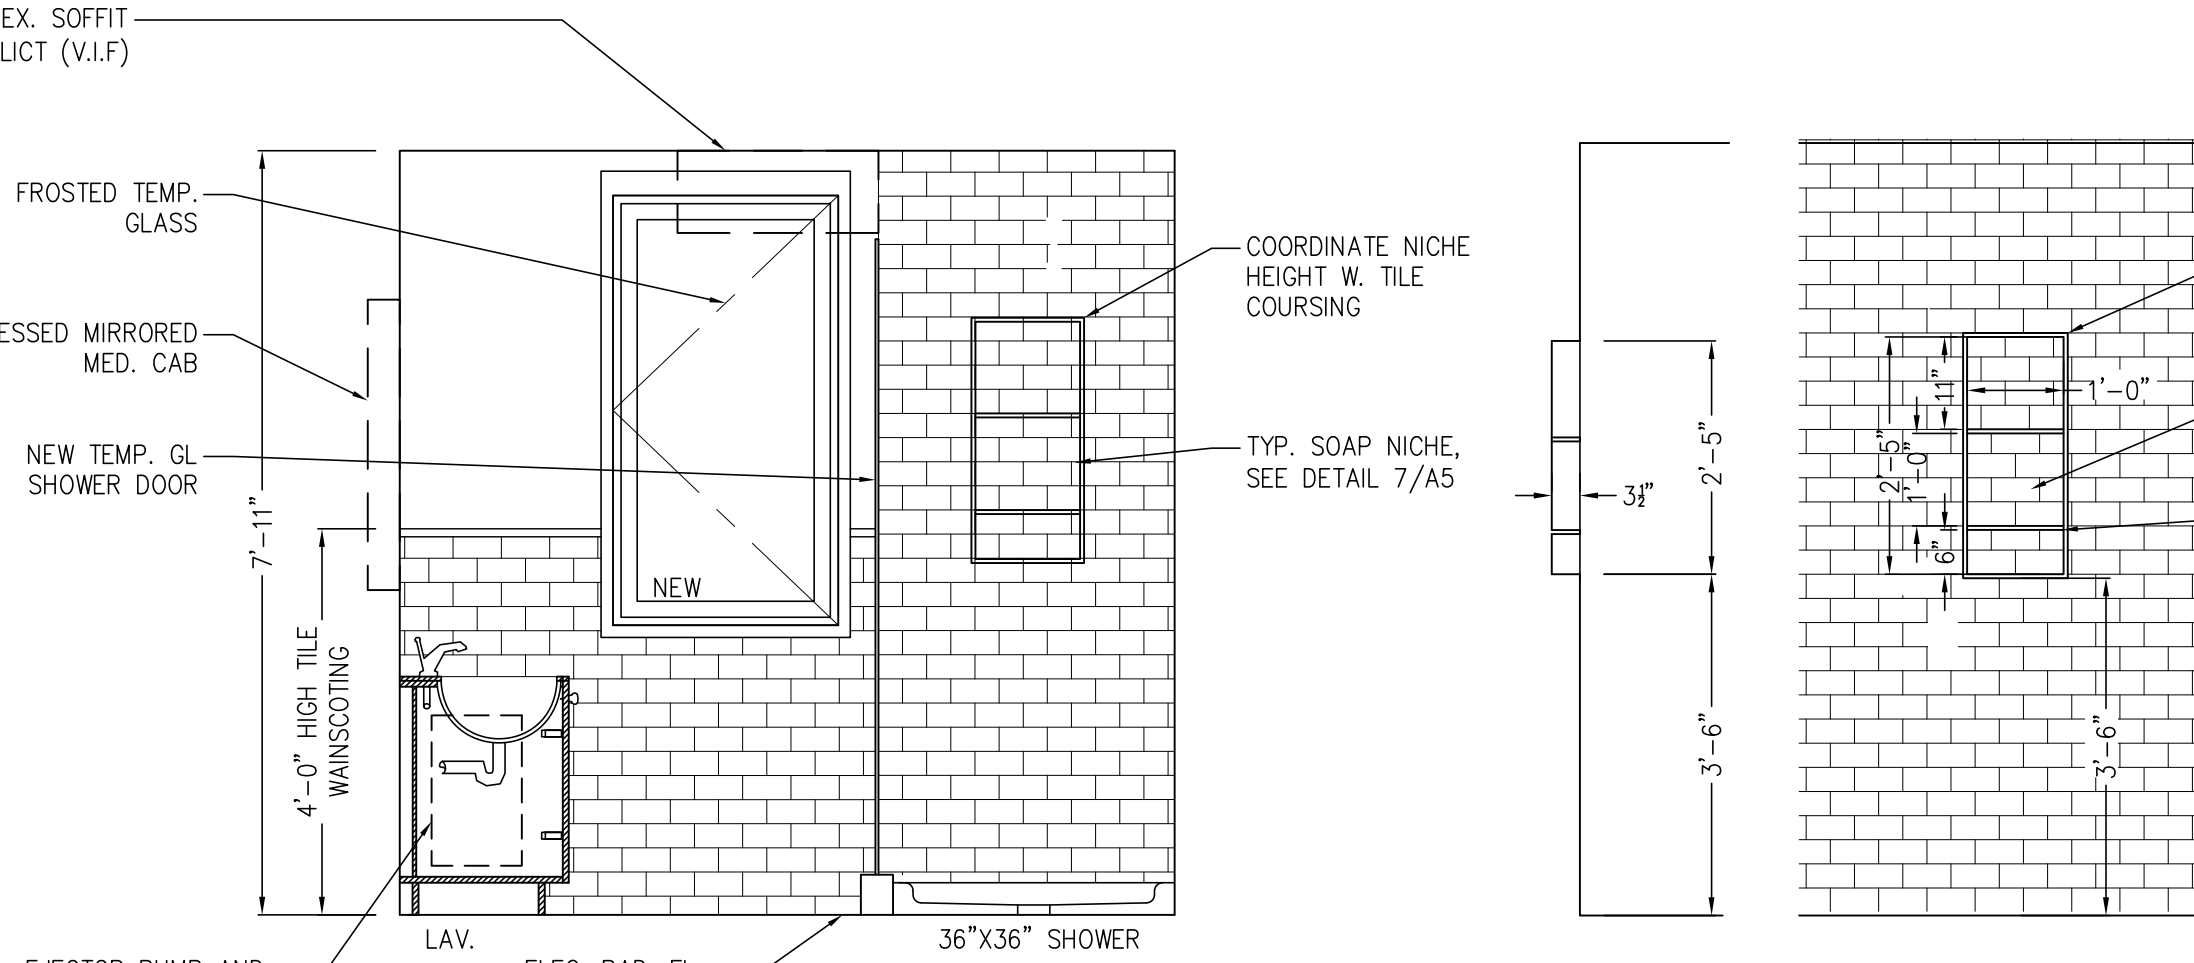 EX. SOFFIT
(V.I.F)
FROSTED TEMP.
GLASS
MIRRORED
MED. CAB
NEW TEMP. GL
SHOWER DOOR
7'-11"
4'-0" HIGH TILE
WAINSCOTING
NEW
COORDINATE NICHE
HEIGHT W. TILE
COURSING
TYP. SOAP NICHE,
SEE DETAIL 7/A5
LAV.
36"X36" SHOWER
3½"
2'-5"
3'-6"
11"
1'-0"
2'-5"
1'-0"
6"
3'-6"